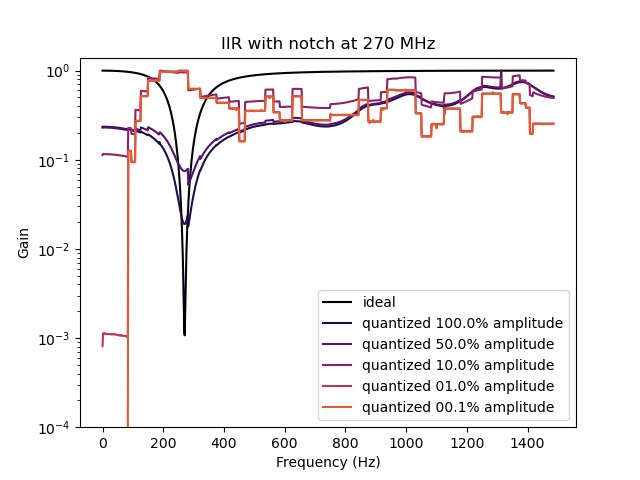 IIR with notch at 270 MHz
10⁰
10⁻¹
10⁻²
10⁻³
10⁻⁴
Gain
0 200 400 600 800 1000 1200 1400
Frequency (Hz)
ideal
quantized 100.0% amplitude
quantized 50.0% amplitude
quantized 10.0% amplitude
quantized 01.0% amplitude
quantized 00.1% amplitude